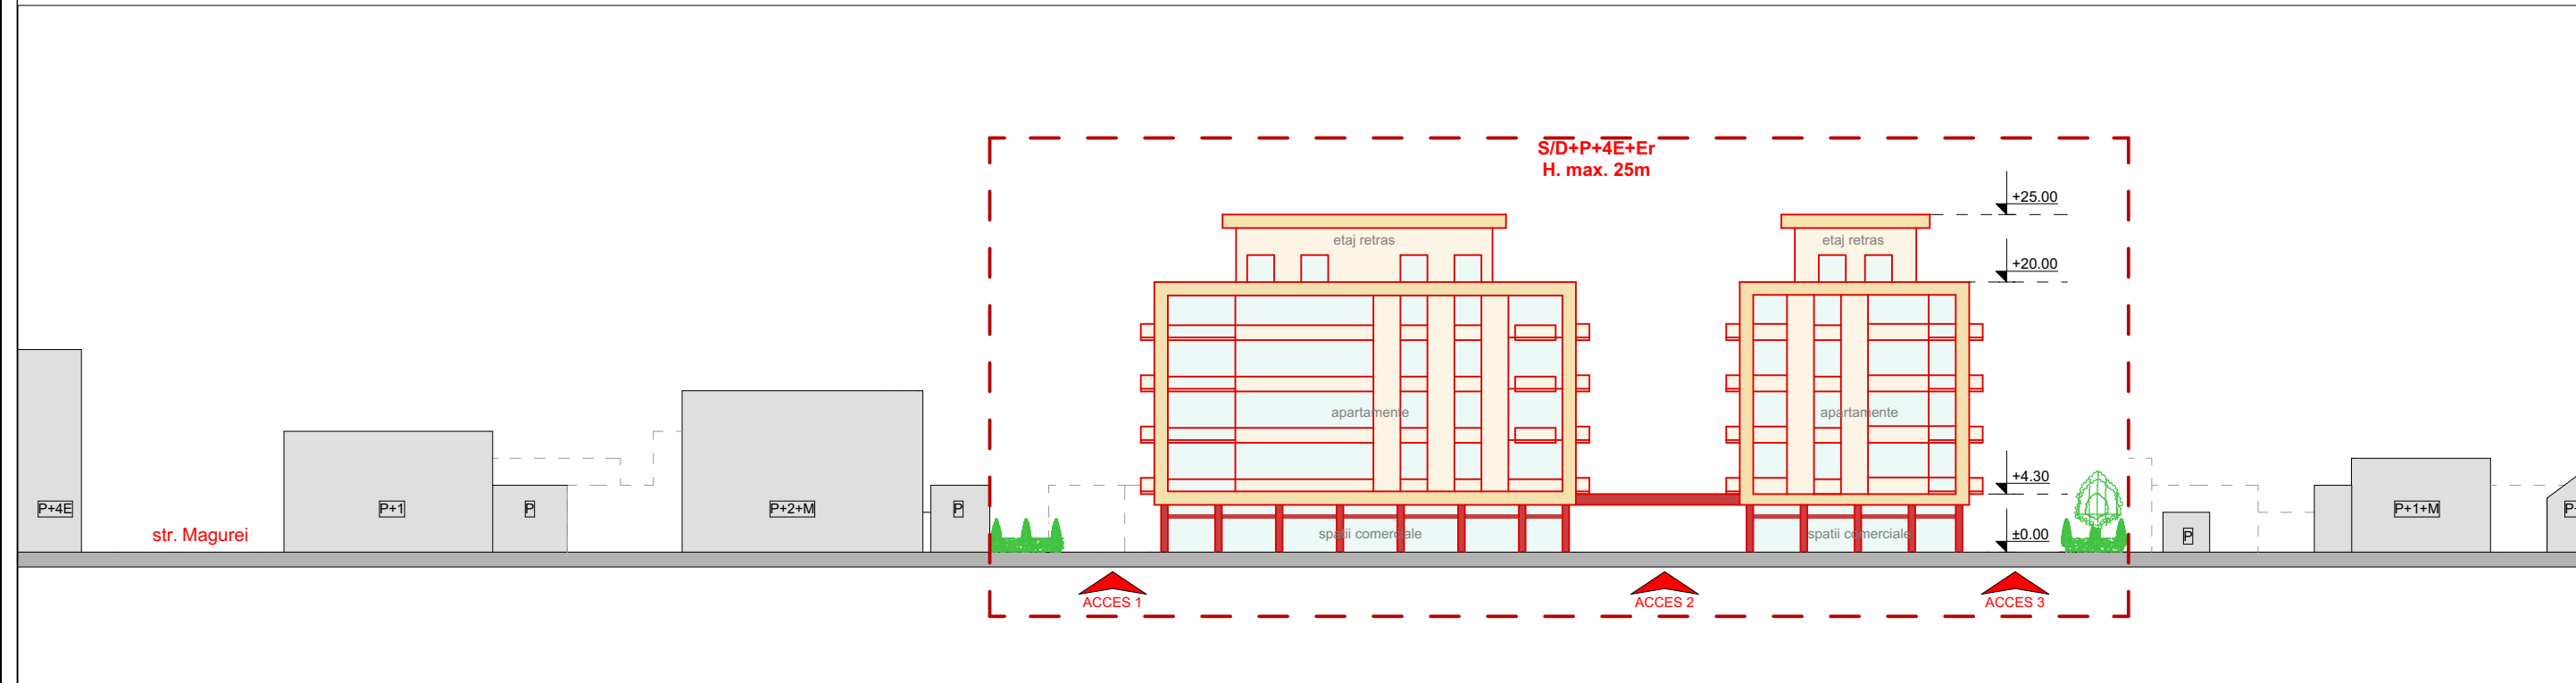 S/D+P+4E+Er
H. max. 25m
+25.00
etaj retras
etaj retras
+20.00
apartamente
apartamente
+4.30
P+4E
P+1
P
P+2+M
P
P+1+M
str. Magurei
spatii comerciale
spatii comerciale
±0.00
P
ACCES 1
ACCES 2
ACCES 3